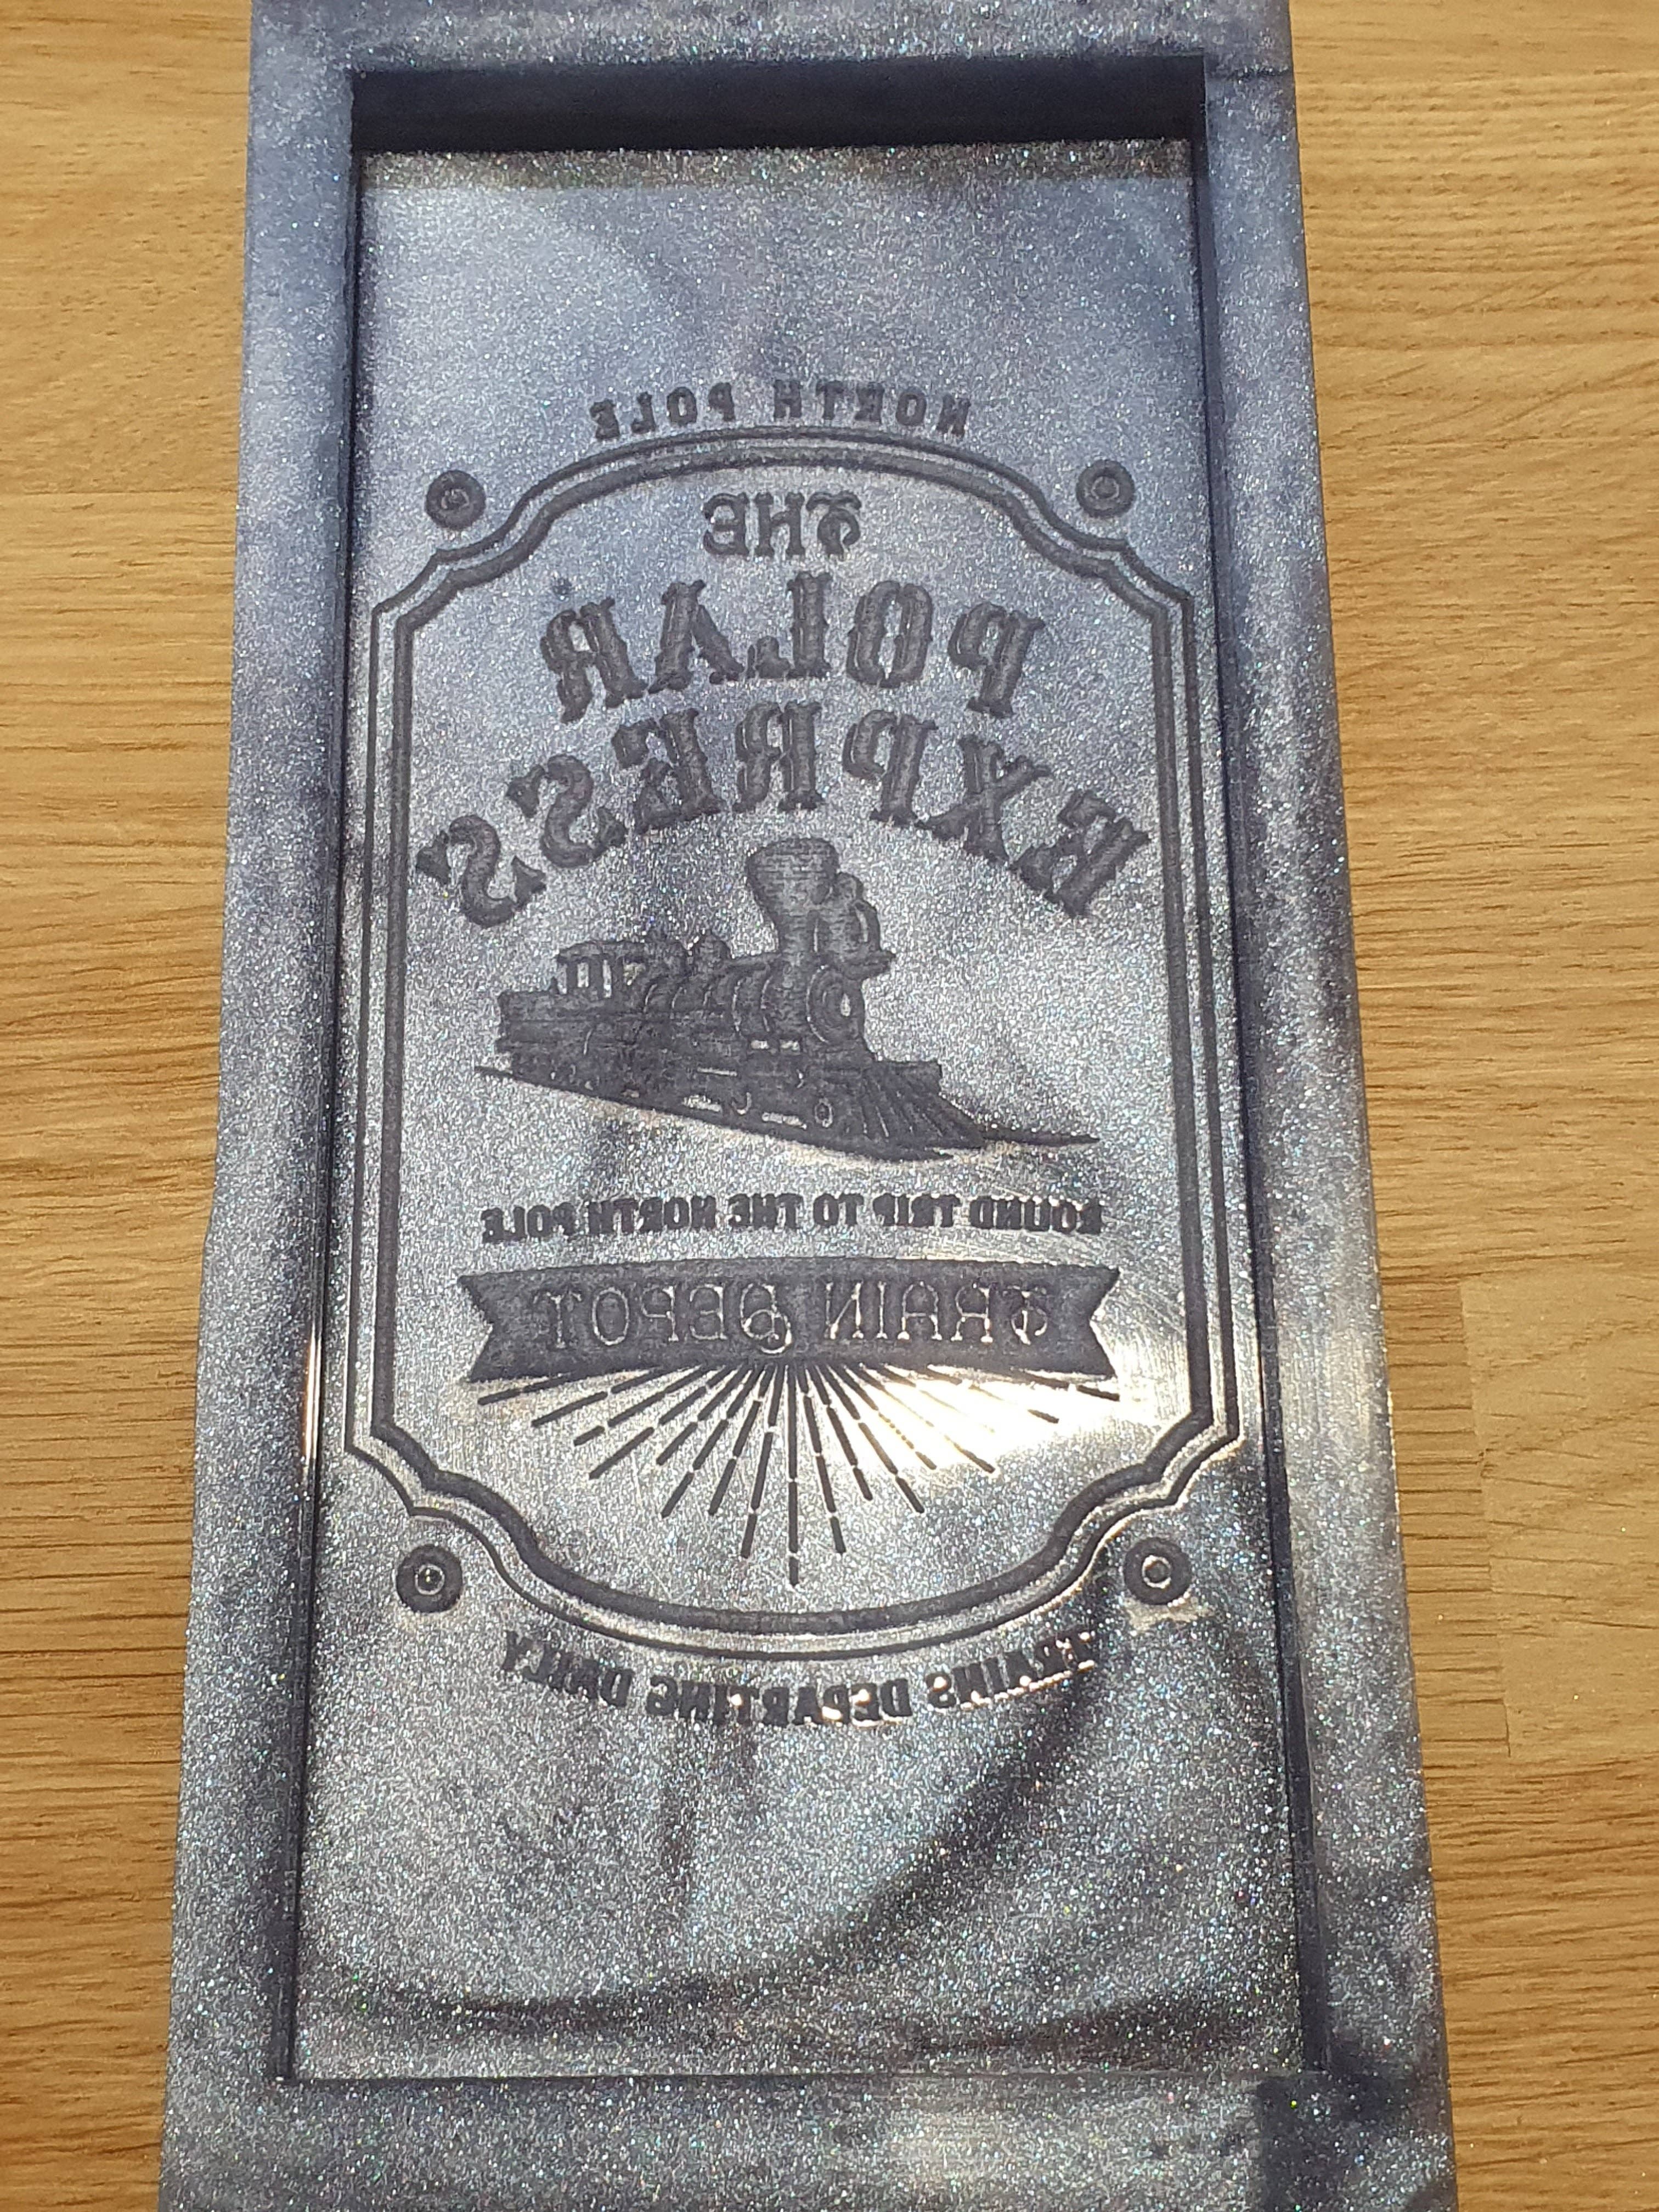 NORTH POLE
THE
POLAR
EXPRESS
ROUND TRIP TO THE NORTH POLE
TRAIN DEPOT
TRAINS DEPARTING DAILY